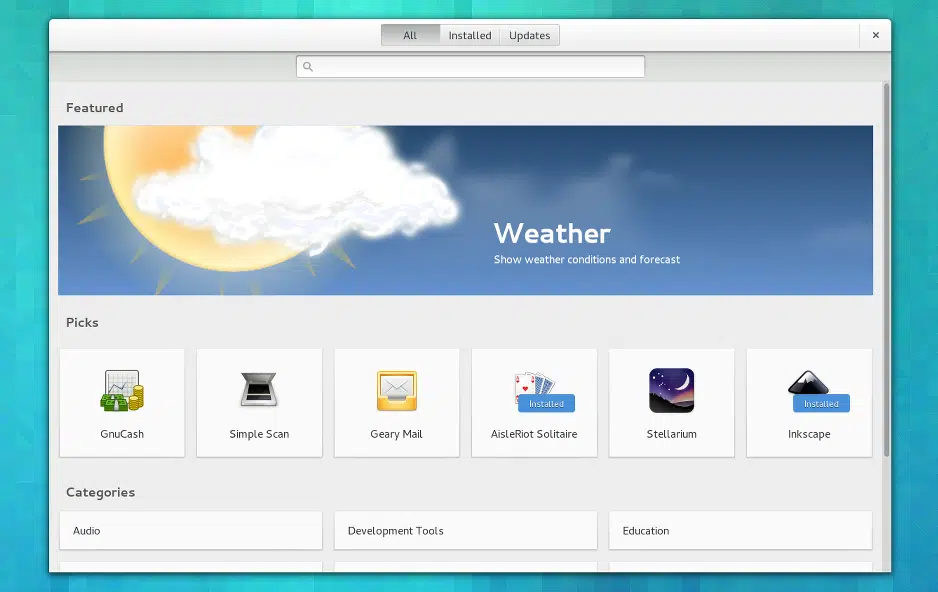 All Installed Updates
Featured
Weather
Show weather conditions and forecast
Picks
Installed Installed
GnuCash Simple Scan Geary Mail AisleRiot Solitaire Stellarium Inkscape
Categories
Audio Development Tools Education